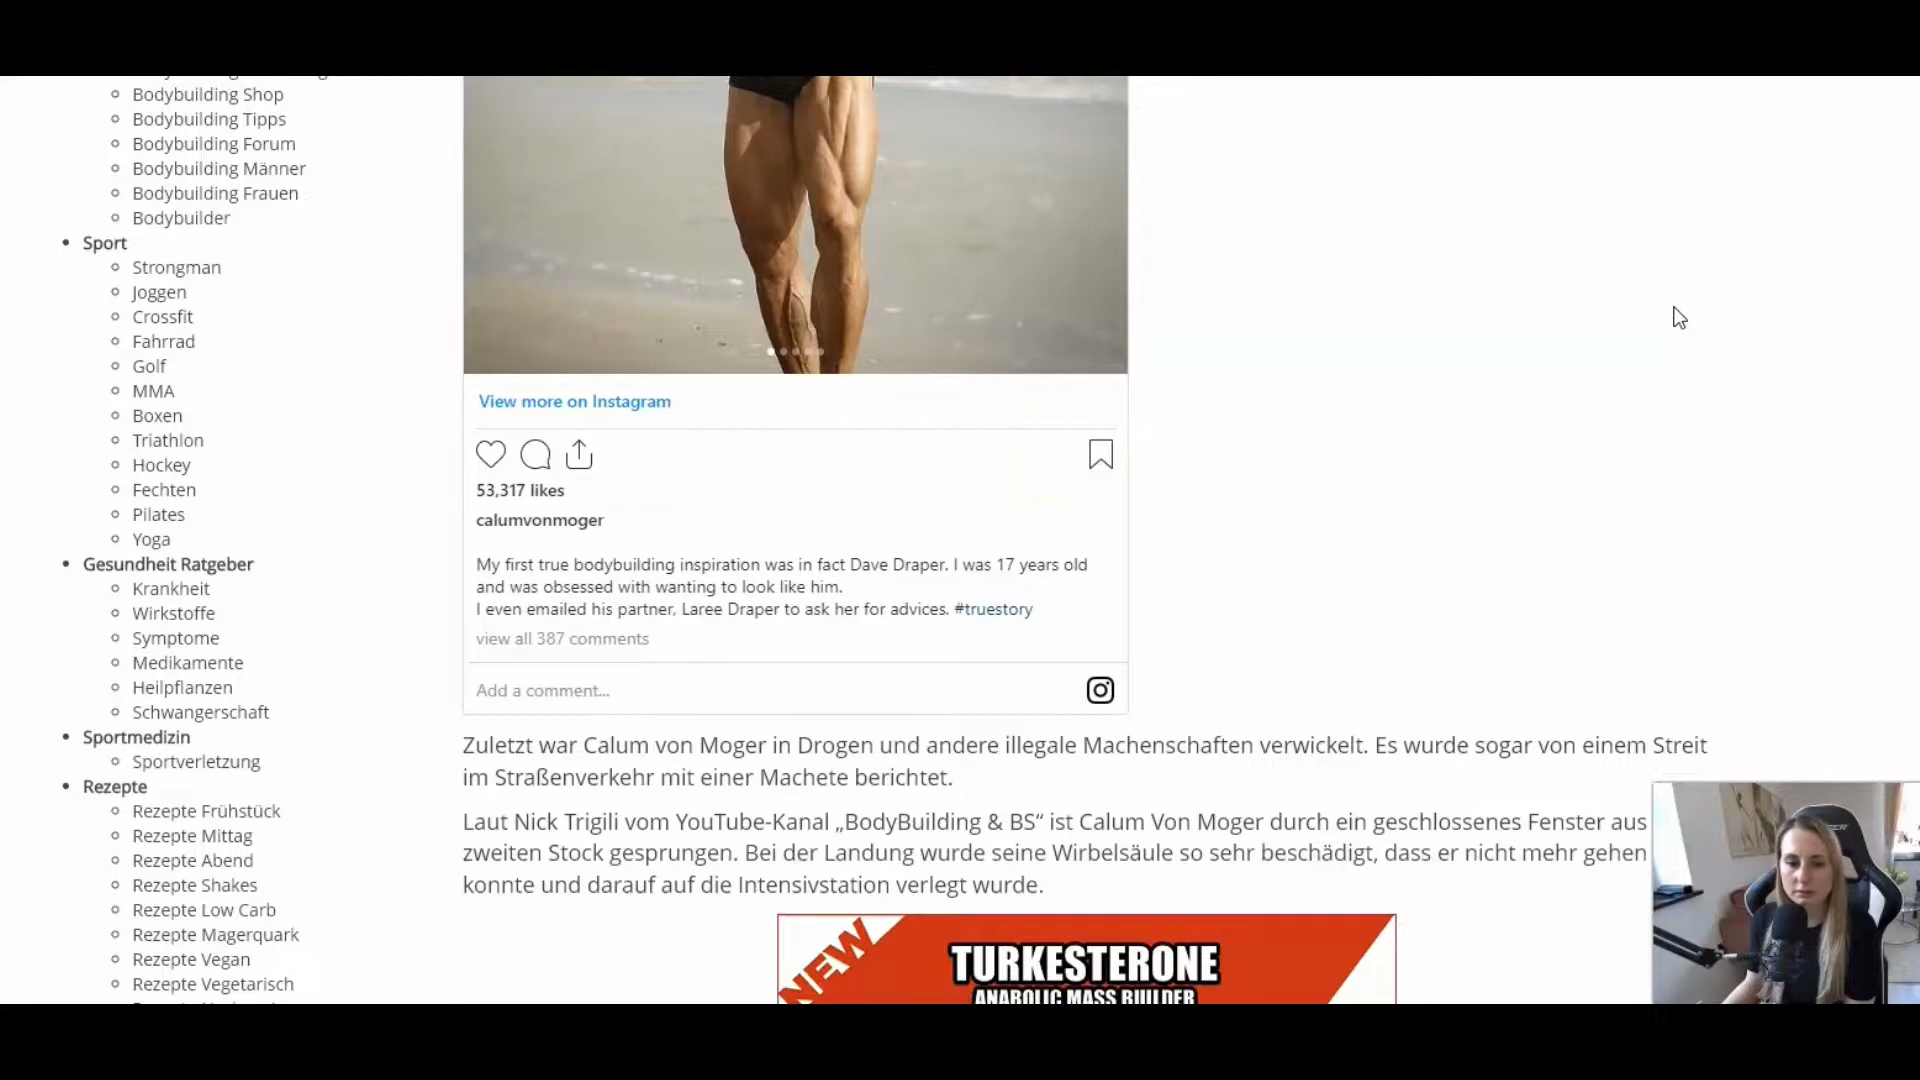 Bodybuilding Shop
Bodybuilding Tipps
Bodybuilding Forum
Bodybuilding Männer
Bodybuilding Frauen
Bodybuilder
Sport
Strongman
Joggen
Crossfit
Fahrrad
Golf
MMA
Boxen
Triathlon
Hockey
Fechten
Pilates
Yoga
Gesundheit Ratgeber
Krankheit
Wirkstoffe
Symptome
Medikamente
Heilpflanzen
Schwangerschaft
Sportmedizin
Sportverletzung
Rezepte
Rezepte Frühstück
Rezepte Mittag
Rezepte Abend
Rezepte Shakes
Rezepte Low Carb
Rezepte Magerquark
Rezepte Vegan
Rezepte Vegetarisch
View more on Instagram
53,317 likes
calumvonmoger
My first true bodybuilding inspiration was in fact Dave Draper. I was 17 years old
and was obsessed with wanting to look like him.
I even emailed his partner, Laree Draper to ask her for advices. #truestory
view all 387 comments
Add a comment...
Zuletzt war Calum von Moger in Drogen und andere illegale Machenschaften verwickelt. Es wurde sogar von einem Streit
im Straßenverkehr mit einer Machete berichtet.
Laut Nick Trigili vom YouTube-Kanal „BodyBuilding & BS“ ist Calum Von Moger durch ein geschlossenes Fenster aus
zweiten Stock gesprungen. Bei der Landung wurde seine Wirbelsäule so sehr beschädigt, dass er nicht mehr gehen
konnte und darauf auf die Intensivstation verlegt wurde.
NEW
TURKESTERONE
ANABOLIC MASS BUILDER